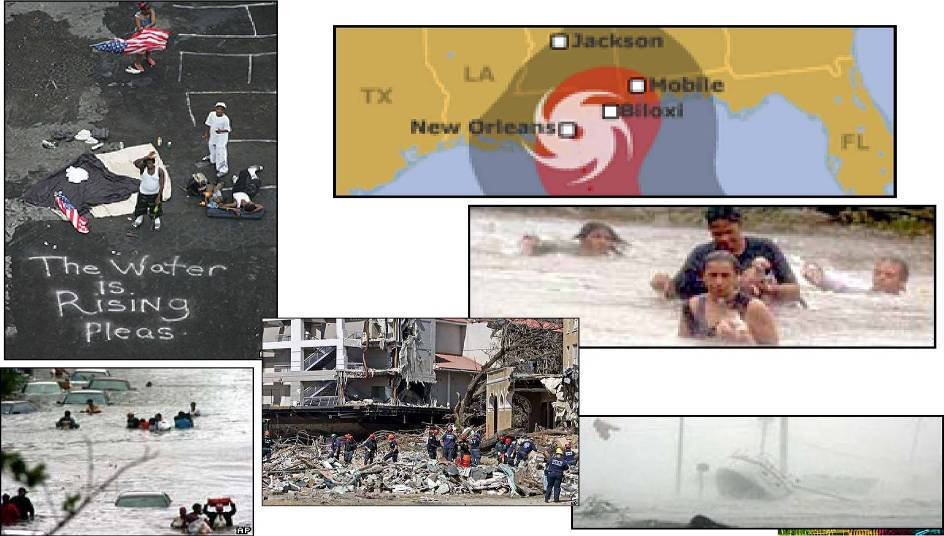 The Water
is
Rising
Pleas
Jackson
LA
Mobile
TX
Biloxi
New Orleans
FL
AP